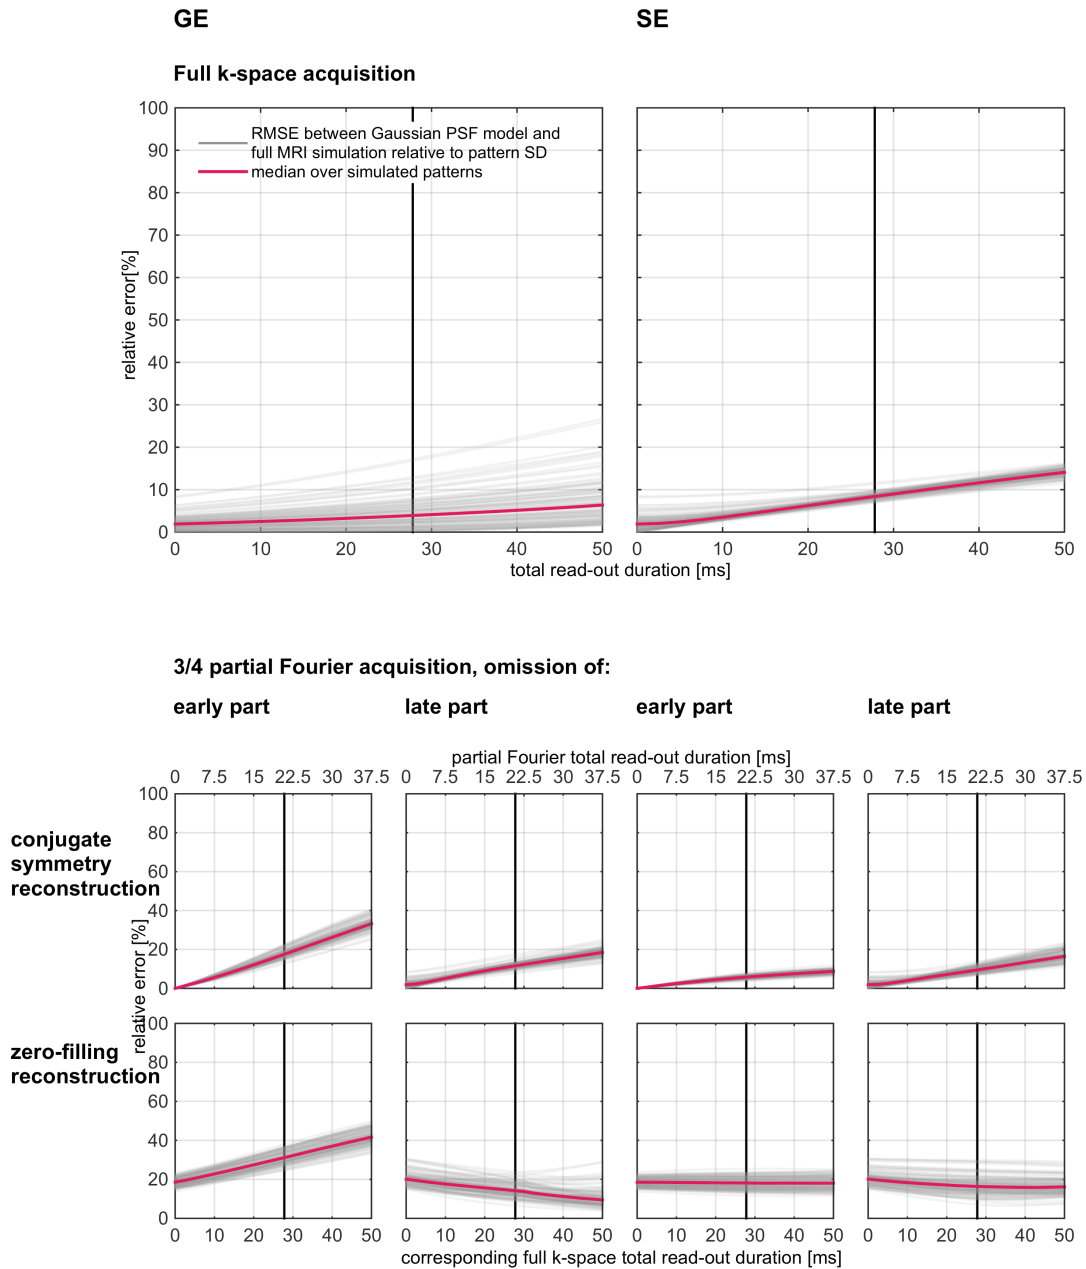 GE
SE
Full k-space acquisition
RMSE between Gaussian PSF model and
full MRI simulation relative to pattern SD
median over simulated patterns
relative error[%]
100
90
80
70
60
50
40
30
20
10
0
0 10 20 30 40 50
0 10 20 30 40 50
total read-out duration [ms]
3/4 partial Fourier acquisition, omission of:
early part
late part
early part
late part
partial Fourier total read-out duration [ms]
0 7.5 15 22.5 30 37.5
0 7.5 15 22.5 30 37.5
0 7.5 15 22.5 30 37.5
0 7.5 15 22.5 30 37.5
conjugate
symmetry
reconstruction
100
80
60
40
20
0
relative error [%]
zero-filling
reconstruction
100
80
60
40
20
0
0 10 20 30 40 50
0 10 20 30 40 50
0 10 20 30 40 50
0 10 20 30 40 50
corresponding full k-space total read-out duration [ms]